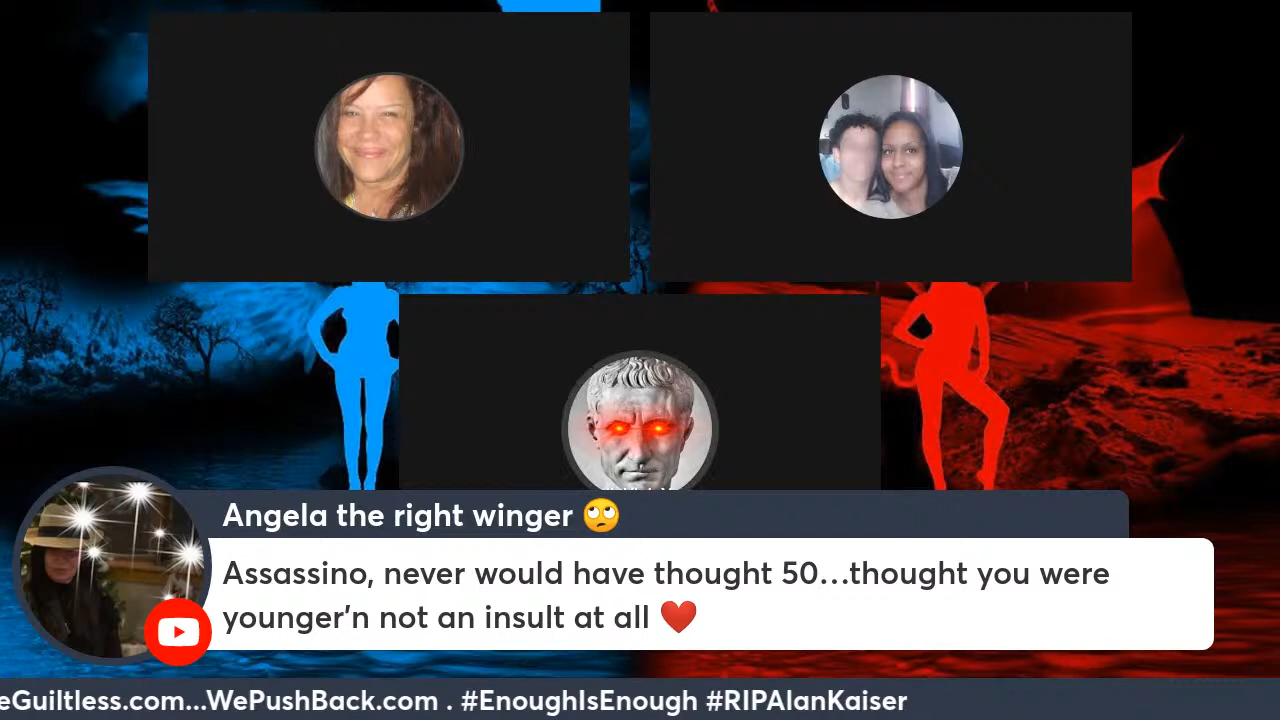 Angela the right winger 🙄
Assassino, never would have thought 50...thought you were
younger'n not an insult at all ❤️
eGuiltless.com...WePushBack.com . #EnoughIsEnough #RIPAlanKaiser